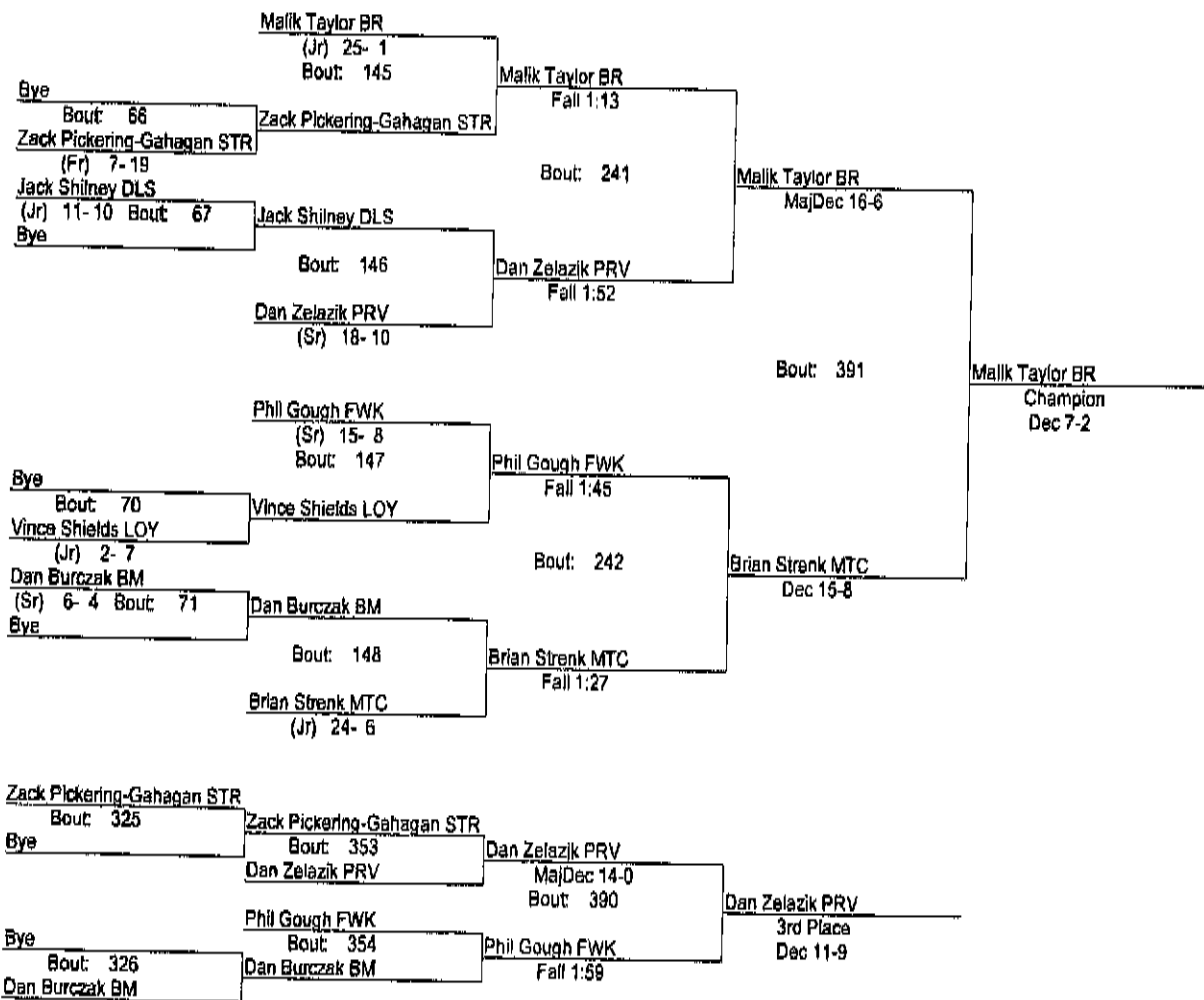 Malik Taylor BR
(Jr) 25- 1
Bout: 145
Malik Taylor BR
Fall 1:13
Bye
Bout: 66
Zack Pickering-Gahagan STR
Zack Pickering-Gahagan STR
(Fr) 7- 19
Bout: 241
Malik Taylor BR
MajDec 16-6
Jack Shilney DLS
(Jr) 11- 10 Bout: 67
Jack Shilney DLS
Bye
Bout: 146
Dan Zelazik PRV
Fall 1:52
Dan Zelazik PRV
(Sr) 18- 10
Bout: 391
Malik Taylor BR
Champion
Dec 7-2
Phil Gough FWK
(Sr) 15- 8
Bout: 147
Phil Gough FWK
Fall 1:45
Bye
Bout: 70
Vince Shields LOY
Vince Shields LOY
(Jr) 2- 7
Bout: 242
Brian Strenk MTC
Dec 15-8
Dan Burczak BM
(Sr) 6- 4 Bout: 71
Dan Burczak BM
Bye
Bout: 148
Brian Strenk MTC
Fall 1:27
Brian Strenk MTC
(Jr) 24- 6
Zack Pickering-Gahagan STR
Bout: 325
Zack Pickering-Gahagan STR
Bye
Bout: 353
Dan Zelazik PRV
Dan Zelazik PRV
MajDec 14-0
Bout: 390
Dan Zelazik PRV
3rd Place
Dec 11-9
Phil Gough FWK
Bye
Bout: 354
Phil Gough FWK
Fall 1:59
Bout: 326
Dan Burczak BM
Dan Burczak BM